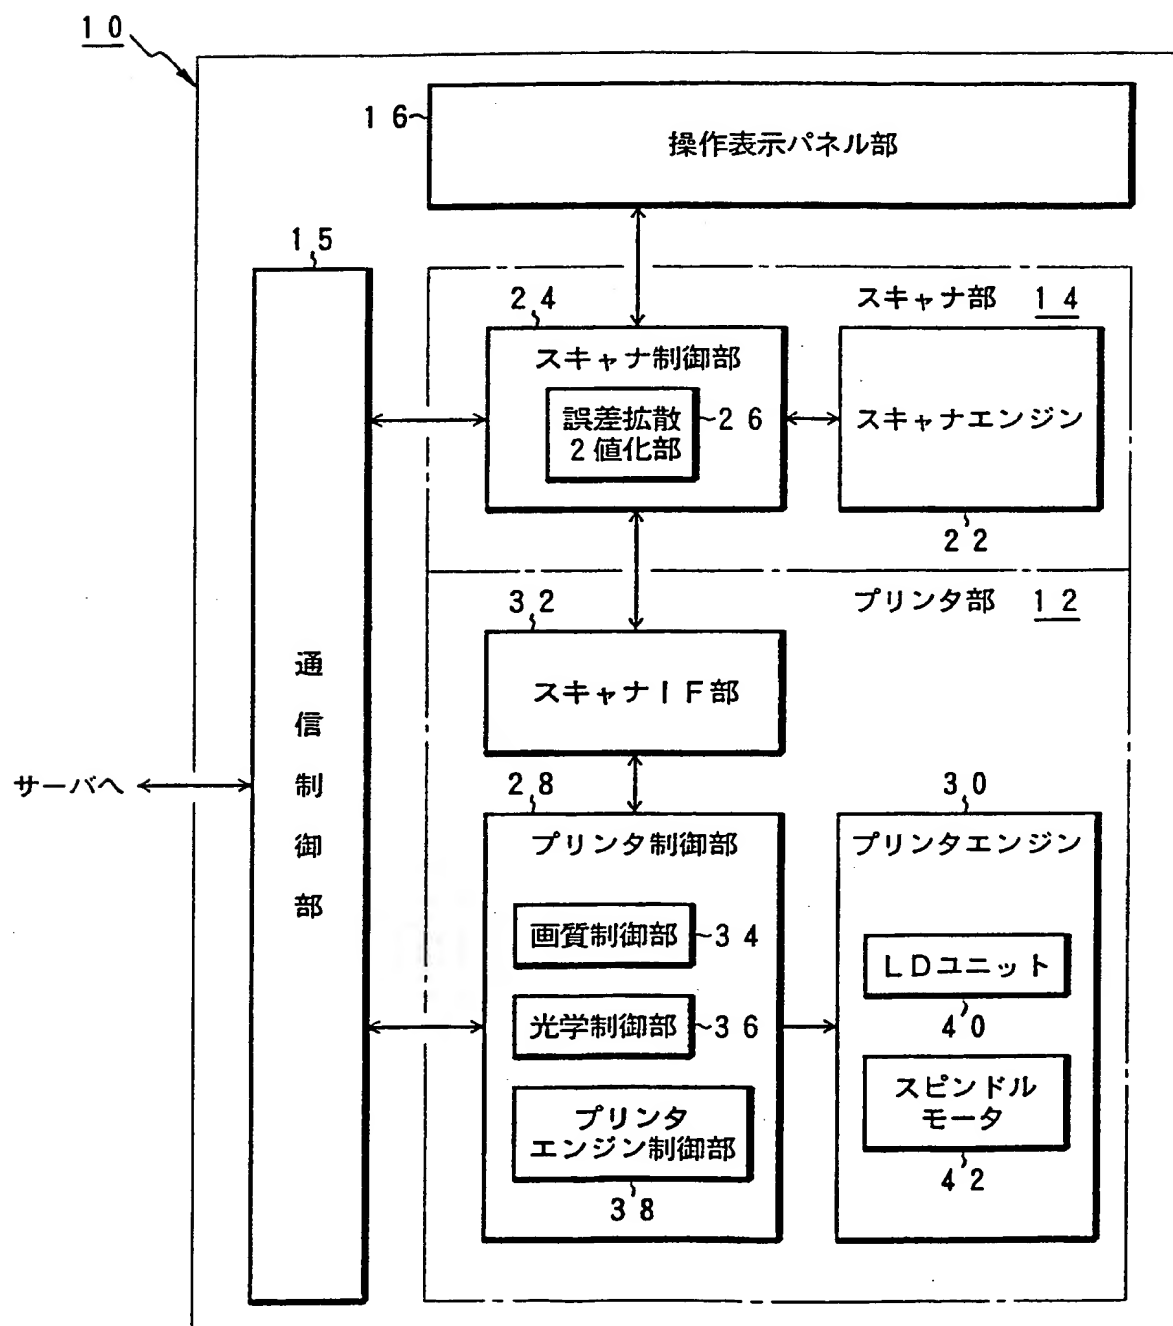 １０
１６
操作表示パネル部
１５
通信制御部
サーバへ
スキャナ部　１４
２４
スキャナ制御部
誤差拡散
２値化部
２６
スキャナエンジン
２２
プリンタ部　１２
３２
スキャナＩＦ部
２８
プリンタ制御部
画質制御部
３４
光学制御部
３６
プリンタ
エンジン制御部
３８
３０
プリンタエンジン
ＬＤユニット
４０
スピンドル
モータ
４２